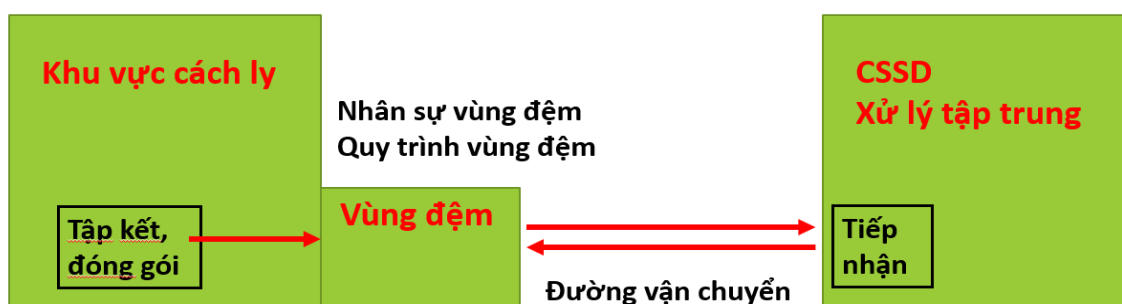 Khu vực cách ly
Nhân sự vùng đệm
Quy trình vùng đệm
CSSD
Xử lý tập trung
Tập kết,
đóng gói
Vùng đệm
Tiếp
nhận
Đường vận chuyển